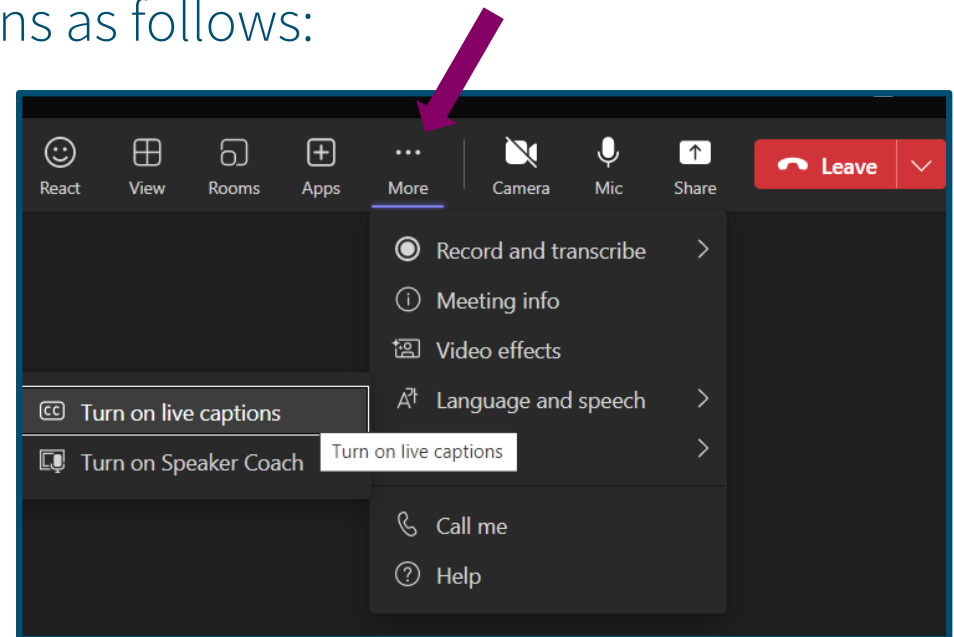 ns as follows:
React View Rooms Apps More Camera Mic Share Leave
Record and transcribe
Meeting info
Video effects
Language and speech
CC Turn on live captions
Turn on live captions
Turn on Speaker Coach
Call me
Help